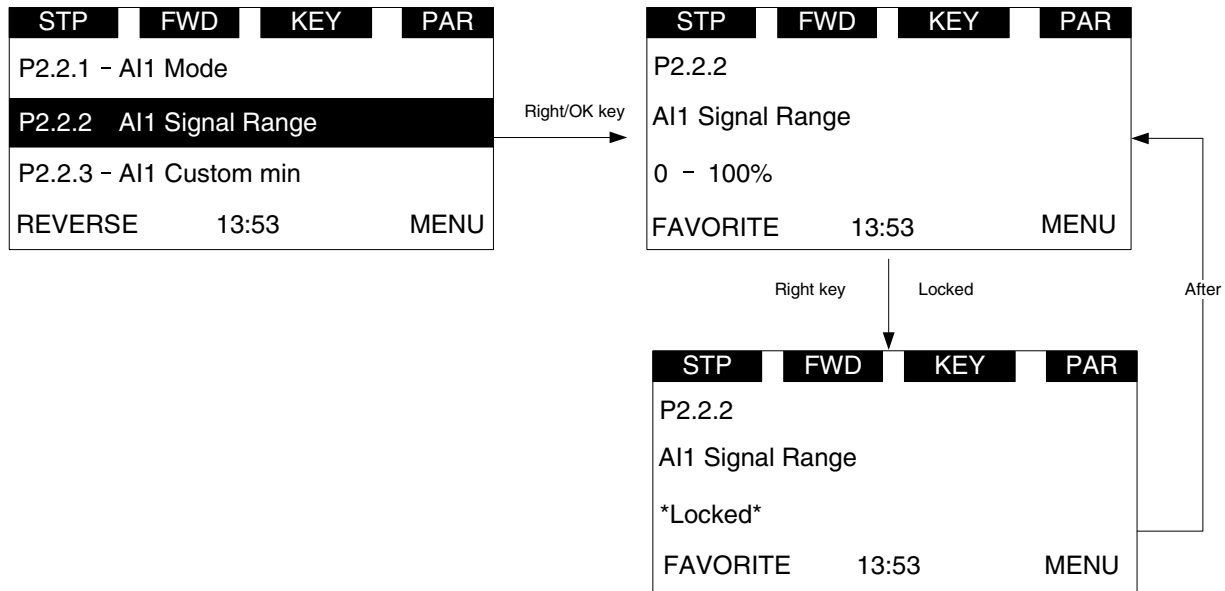 STP FWD KEY PAR
P2.2.1 – AI1 Mode
P2.2.2 AI1 Signal Range
P2.2.3 – AI1 Custom min
REVERSE 13:53 MENU
Right/OK key
STP FWD KEY PAR
P2.2.2
AI1 Signal Range
0 – 100%
FAVORITE 13:53 MENU
Right key Locked
After
STP FWD KEY PAR
P2.2.2
AI1 Signal Range
*Locked*
FAVORITE 13:53 MENU